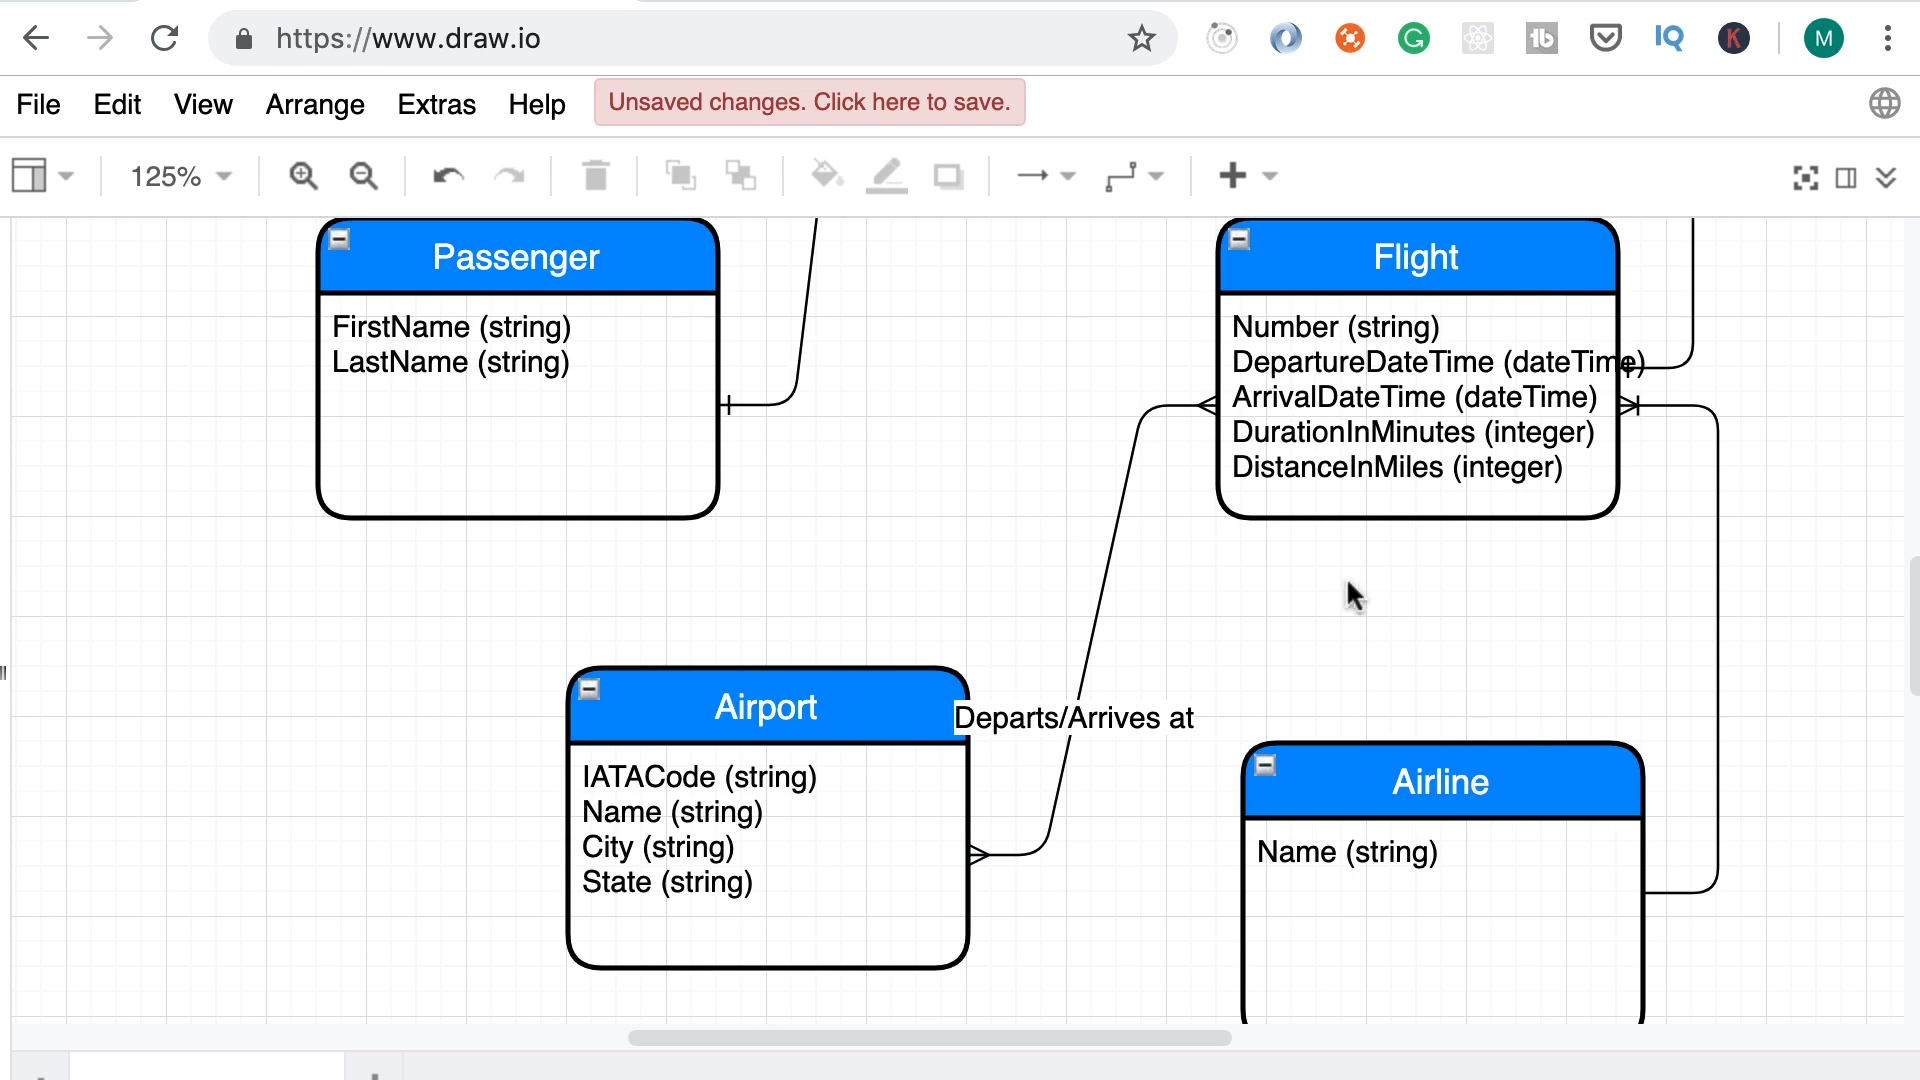 https://www.draw.io
IQ
K
M
File Edit View Arrange Extras Help Unsaved changes. Click here to save.
125%
Passenger
FirstName (string)
LastName (string)
Flight
Number (string)
DepartureDateTime (dateTime)
ArrivalDateTime (dateTime)
DurationInMinutes (integer)
DistanceInMiles (integer)
Airport
Departs/Arrives at
IATACode (string)
Name (string)
City (string)
State (string)
Airline
Name (string)